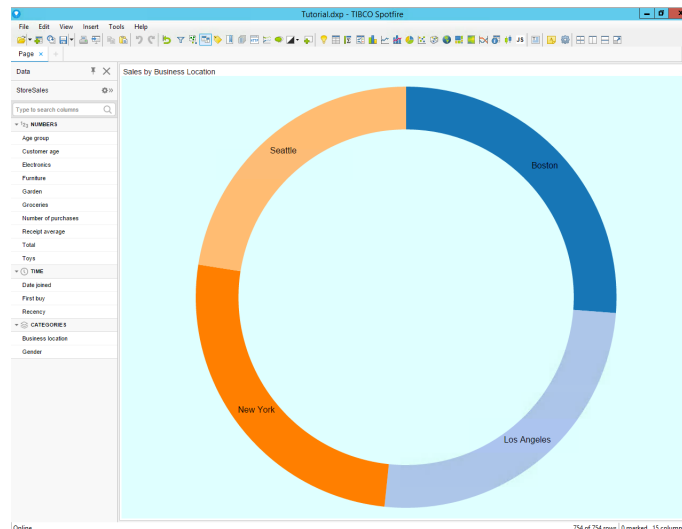 Tutorial.dxp - TIBCO Spotfire
File Edit View Insert Tools Help
Page × +
Data
StoreSales
Type to search columns
NUMBERS
Age group
Customer age
Electronics
Furniture
Garden
Groceries
Number of purchases
Receipt average
Total
Toys
TIME
Date joined
First buy
Recency
CATEGORIES
Business location
Gender
Sales by Business Location
Seattle
Boston
New York
Los Angeles
Online
754 of 754 rows 0 marked 15 column